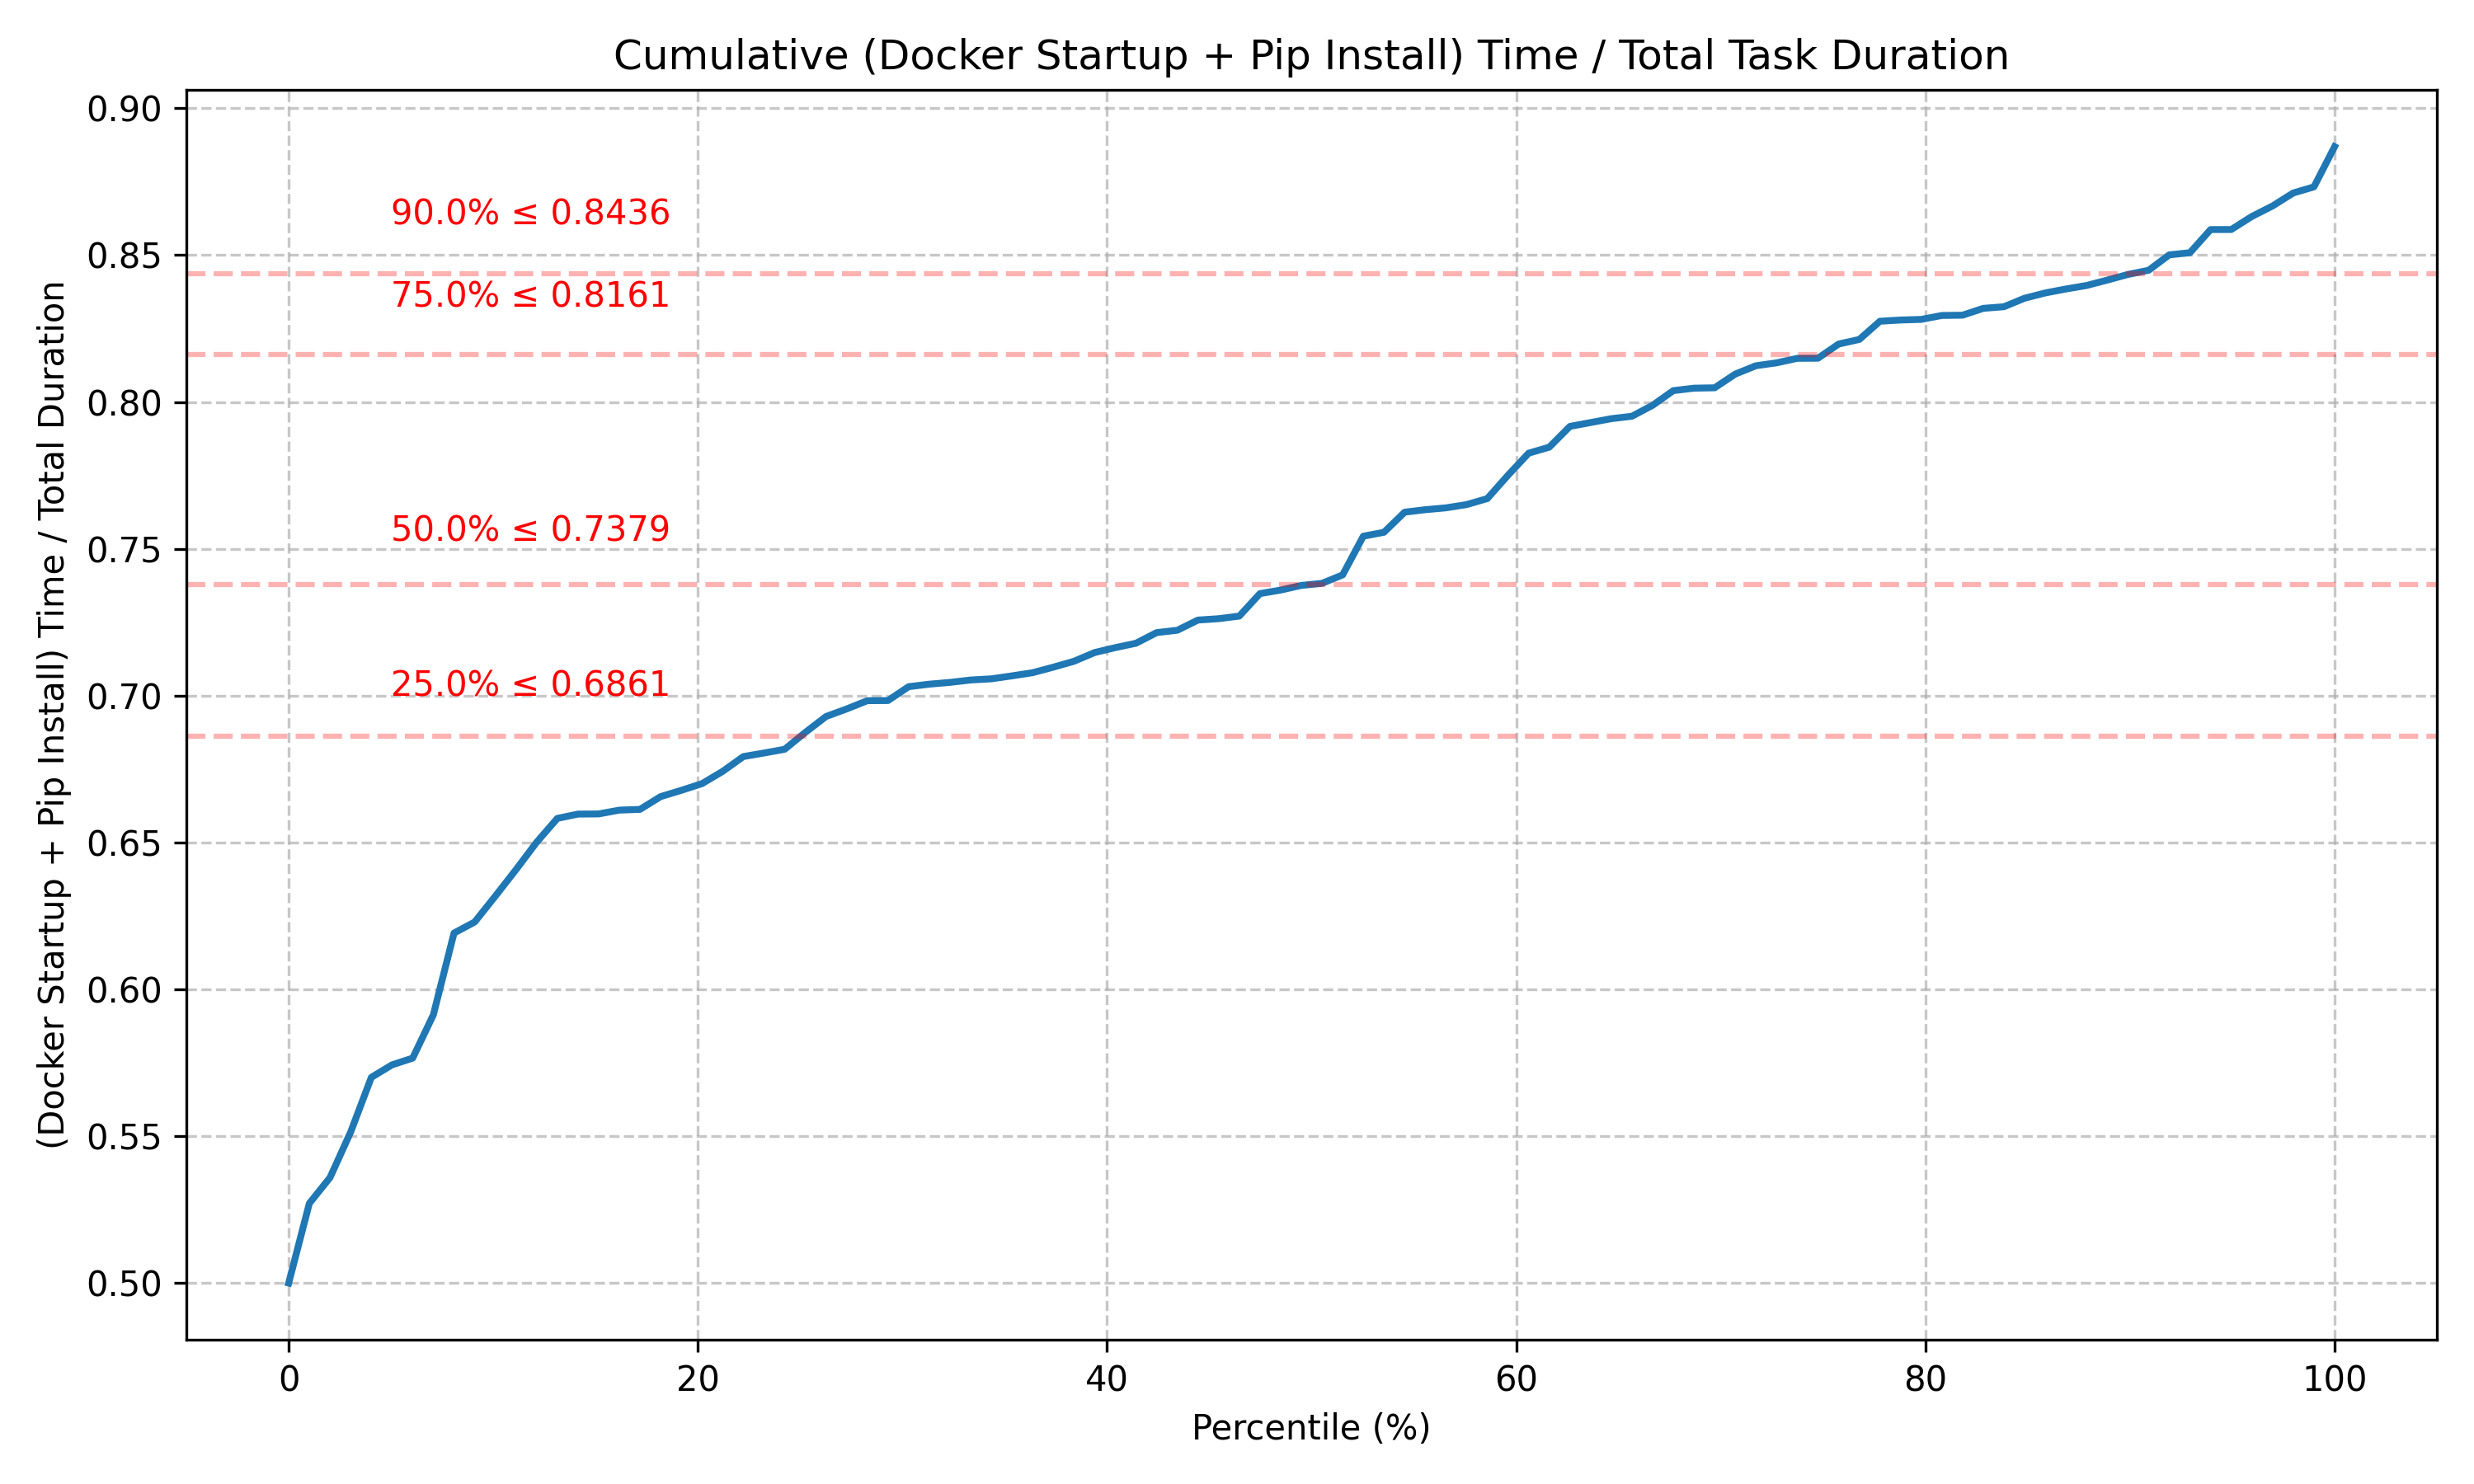 Cumulative (Docker Startup + Pip Install) Time / Total Task Duration
(Docker Startup + Pip Install) Time / Total Duration
0.90
0.85
0.80
0.75
0.70
0.65
0.60
0.55
0.50
90.0% ≤ 0.8436
75.0% ≤ 0.8161
50.0% ≤ 0.7379
25.0% ≤ 0.6861
0
20
40
60
80
100
Percentile (%)